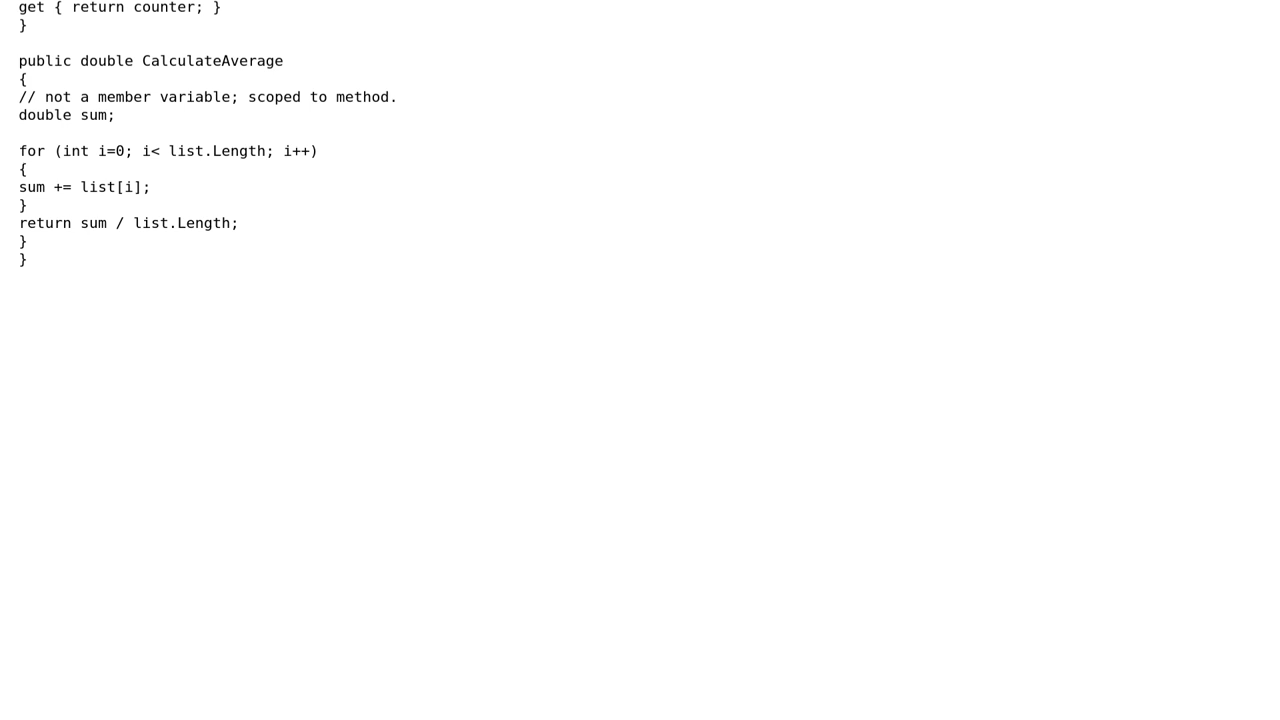 get { return counter; }
}
public double CalculateAverage
{
// not a member variable; scoped to method.
double sum;
for (int i=0; i< list.Length; i++)
{
sum += list[i];
}
return sum / list.Length;
}
}